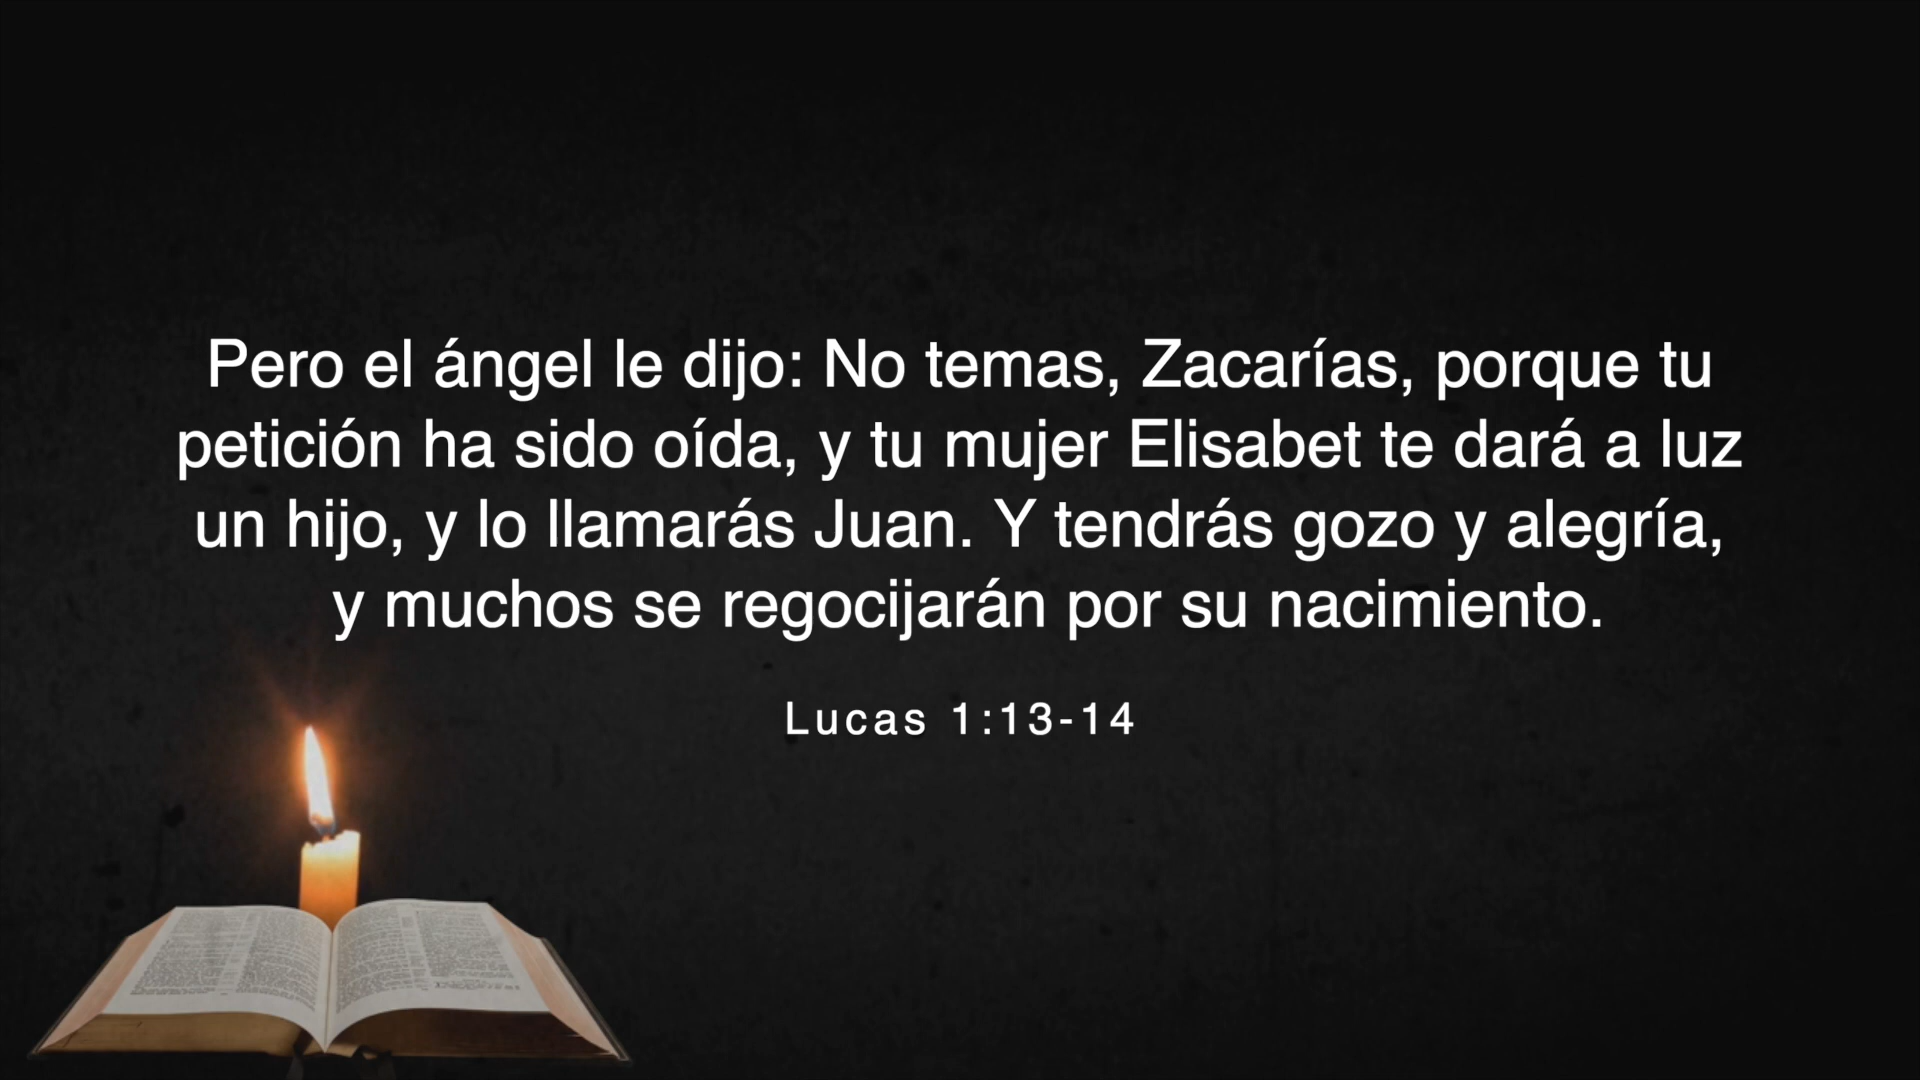 Pero el ángel le dijo: No temas, Zacarías, porque tu
petición ha sido oída, y tu mujer Elisabet te dará a luz
un hijo, y lo llamarás Juan. Y tendrás gozo y alegría,
y muchos se regocijarán por su nacimiento.
Lucas 1:13-14